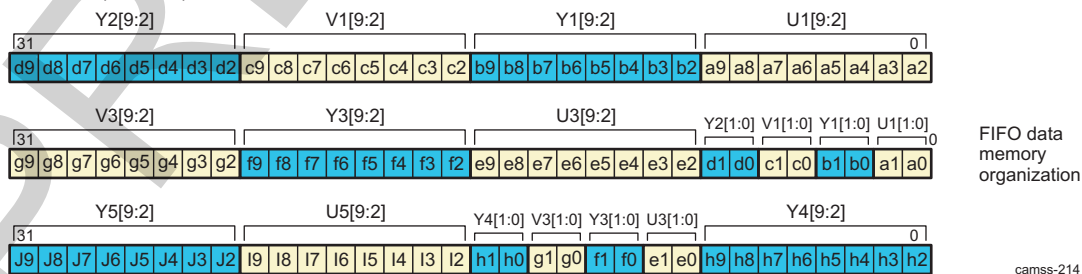 Y2[9:2] V1[9:2] Y1[9:2] U1[9:2]
31 0
d9 d8 d7 d6 d5 d4 d3 d2 c9 c8 c7 c6 c5 c4 c3 c2 b9 b8 b7 b6 b5 b4 b3 b2 a9 a8 a7 a6 a5 a4 a3 a2
V3[9:2] Y3[9:2] U3[9:2] Y2[1:0] V1[1:0] Y1[1:0] U1[1:0]
31 0
g9 g8 g7 g6 g5 g4 g3 g2 f9 f8 f7 f6 f5 f4 f3 f2 e9 e8 e7 e6 e5 e4 e3 e2 d1 d0 c1 c0 b1 b0 a1 a0
FIFO data
memory
organization
Y5[9:2] U5[9:2] Y4[1:0] V3[1:0] Y3[1:0] U3[1:0] Y4[9:2]
31 0
J9 J8 J7 J6 J5 J4 J3 J2 I9 I8 I7 I6 I5 I4 I3 I2 h1 h0 g1 g0 f1 f0 e1 e0 h9 h8 h7 h6 h5 h4 h3 h2
camss-214